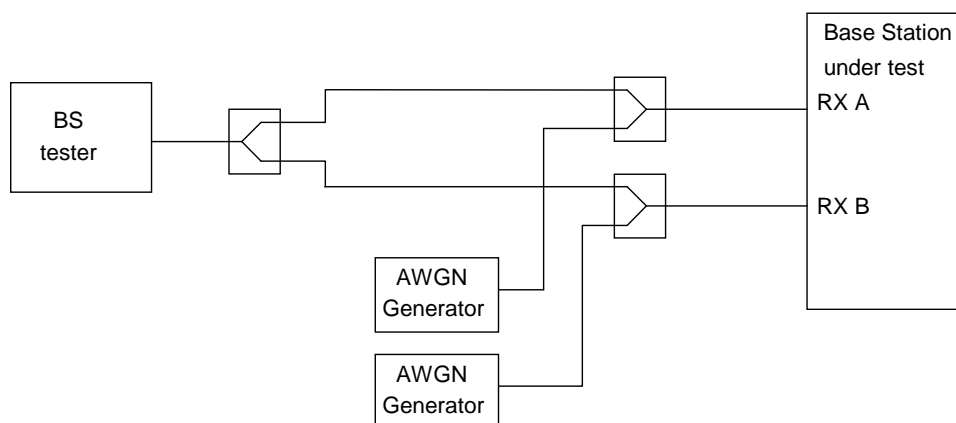 BS
tester
AWGN
Generator
AWGN
Generator
Base Station
under test
RX A
RX B